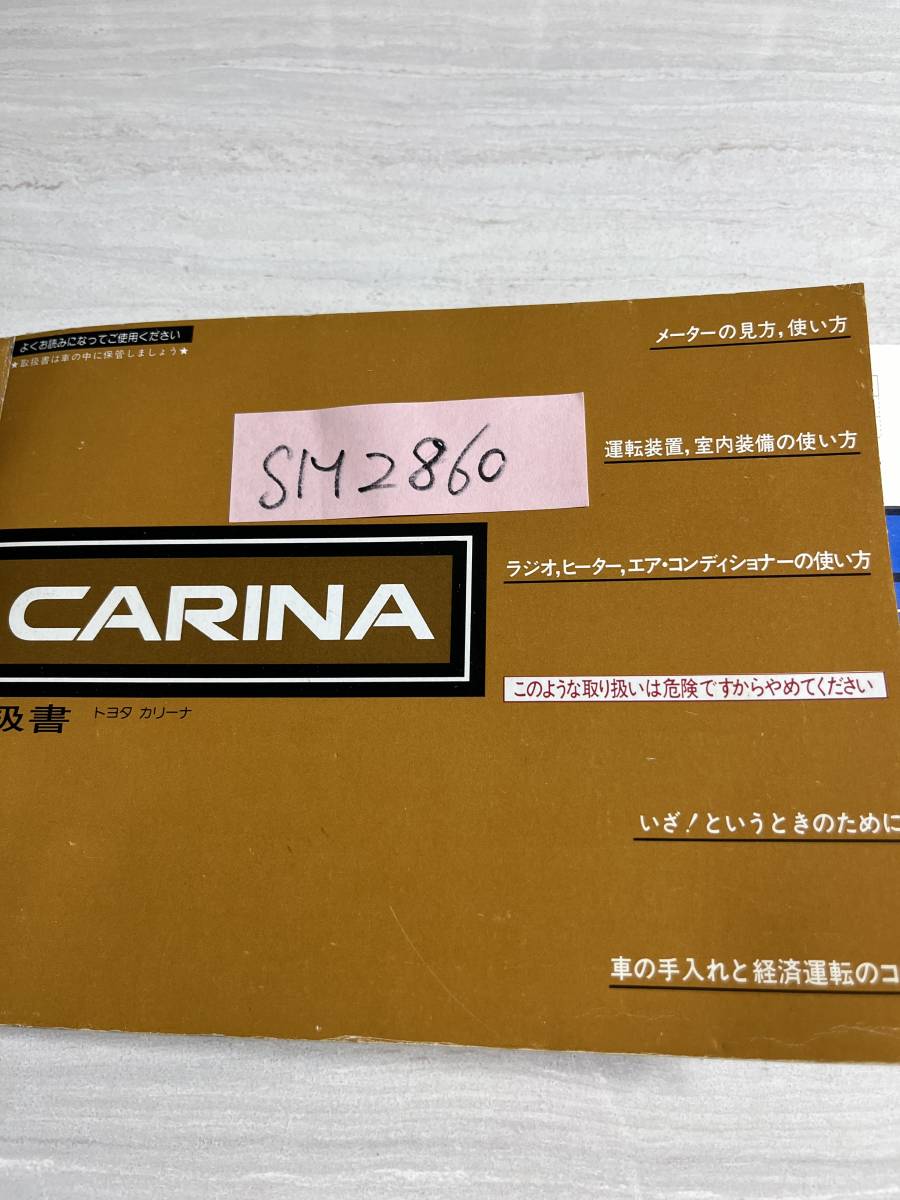 よくお読みになってご使用ください
★取扱書は車の中に保管しましょう★
メーターの見方,使い方
SM2860
運転装置,室内装備の使い方
ラジオ,ヒーター,エア・コンディショナーの使い方
CARINA
このような取り扱いは危険ですからやめてください
扱書 トヨタ カリーナ
いざ!というときのために
車の手入れと経済運転のコ